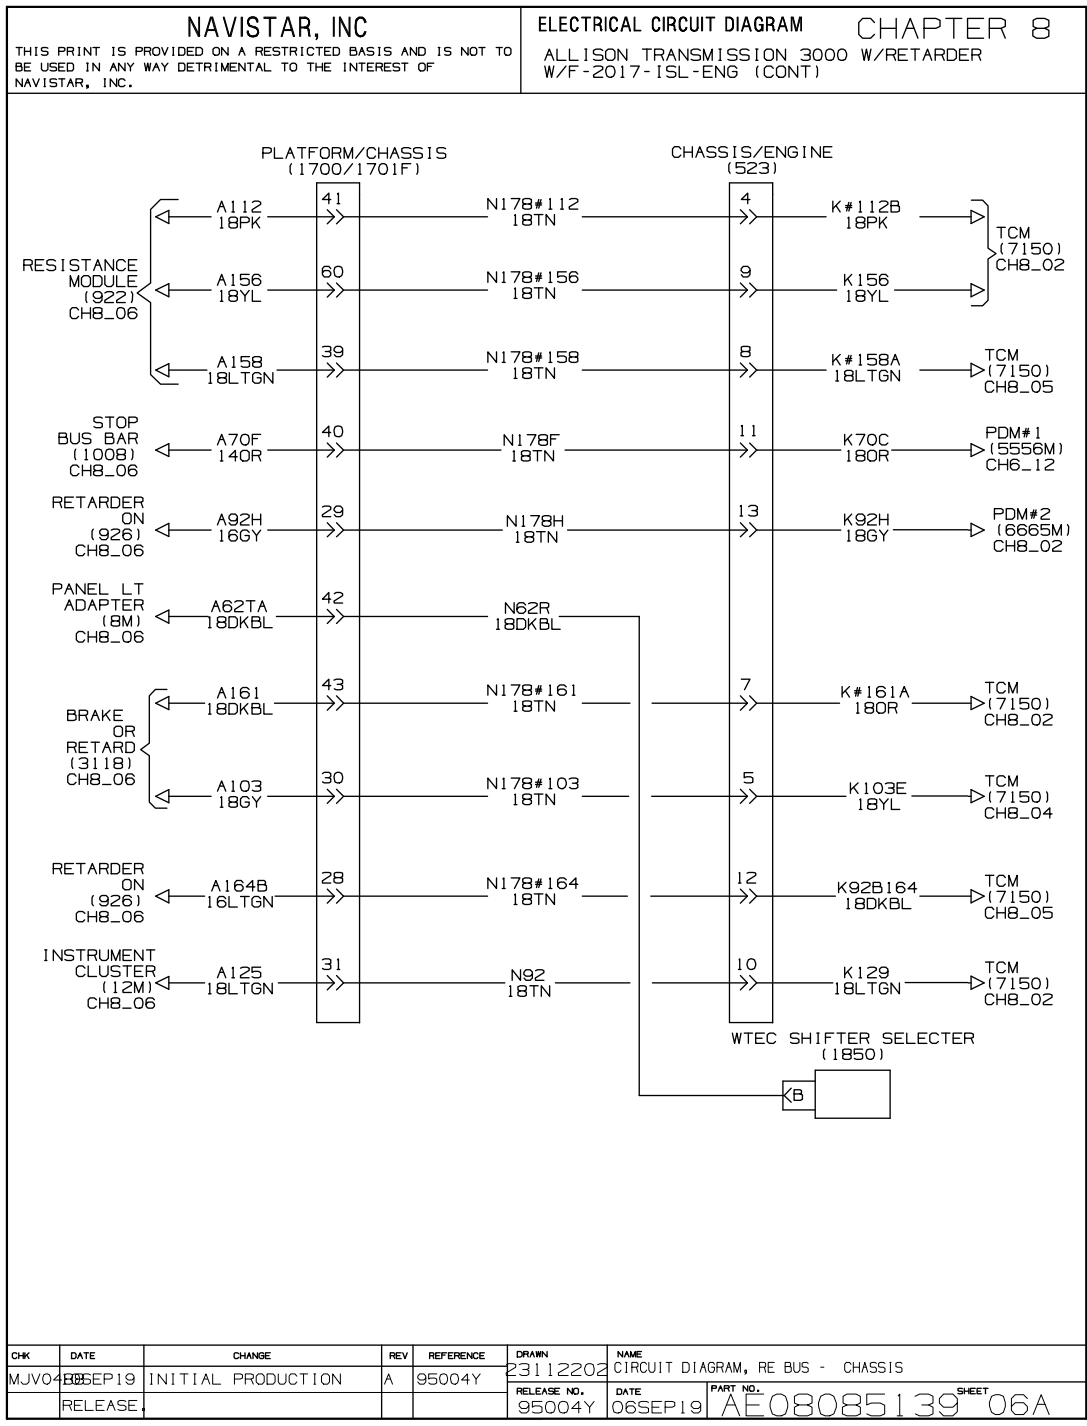 NAVISTAR, INC
THIS PRINT IS PROVIDED ON A RESTRICTED BASIS AND IS NOT TO
BE USED IN ANY WAY DETRIMENTAL TO THE INTEREST OF
NAVISTAR, INC.
ELECTRICAL CIRCUIT DIAGRAM CHAPTER 8
ALLISON TRANSMISSION 3000 W/RETARDER
W/F-2017-ISL-ENG (CONT)
PLATFORM/CHASSIS
(1700/1701F)
CHASSIS/ENGINE
(523)
RESISTANCE
MODULE
(922)
CH8_06
A112
18PK
41
N178#112
18TN
4
K#112B
18PK
A156
18YL
60
N178#156
18TN
9
K156
18YL
TCM
(7150)
CH8_02
A158
18LTGN
39
N178#158
18TN
8
K#158A
18LTGN
TCM
(7150)
CH8_05
STOP
BUS BAR
(1008)
CH8_06
A70F
14OR
40
N178F
18TN
11
K70C
18OR
PDM#1
(5556M)
CH6_12
RETARDER
ON
(926)
CH8_06
A92H
16GY
29
N178H
18TN
13
K92H
18GY
PDM#2
(6665M)
CH8_02
PANEL LT
ADAPTER
(8M)
CH8_06
A62TA
18DKBL
42
N62R
18DKBL
BRAKE
OR
RETARD
(3118)
CH8_06
A161
18DKBL
43
N178#161
18TN
7
K#161A
18OR
TCM
(7150)
CH8_02
A103
18GY
30
N178#103
18TN
5
K103E
18YL
TCM
(7150)
CH8_04
RETARDER
ON
(926)
CH8_06
A164B
16LTGN
28
N178#164
18TN
12
K92B164
18DKBL
TCM
(7150)
CH8_05
INSTRUMENT
CLUSTER
(12M)
CH8_06
A125
18LTGN
31
N92
18TN
10
K129
18LTGN
TCM
(7150)
CH8_02
WTEC SHIFTER SELECTER
(1850)
B
CHK DATE CHANGE REV REFERENCE
INITIAL PRODUCTION A 95004Y
RELEASE
DRAWN
23112202
NAME
CIRCUIT DIAGRAM, RE BUS - CHASSIS
RELEASE NO.
95004Y
DATE
06SEP19
PART NO.
AE08085139
SHEET
06A